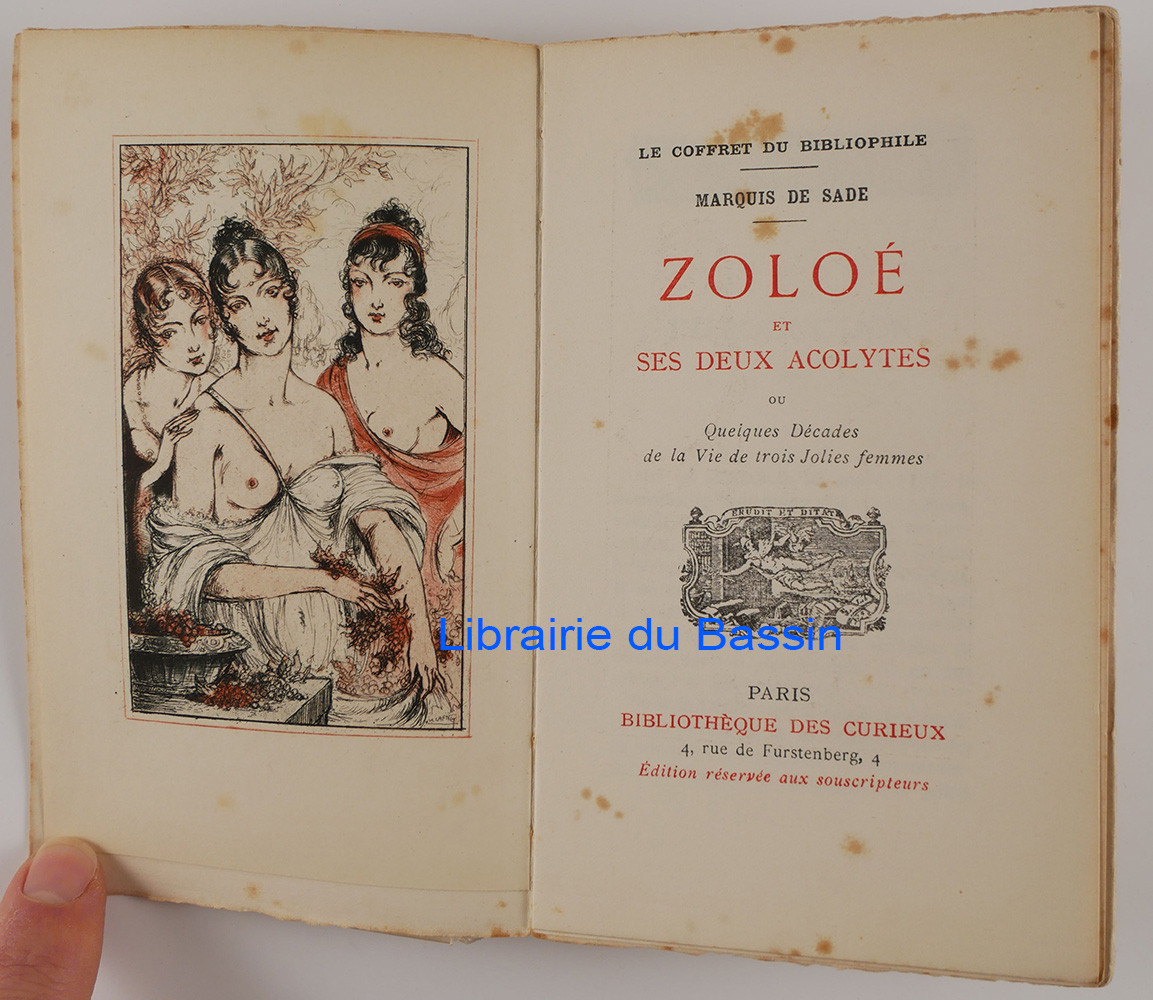 LE COFFRET DU BIBLIOPHILE
MARQUIS DE SADE
ZOLOÉ
ET
SES DEUX ACOLYTES
OU
Quelques Décades
de la Vie de trois Jolies femmes
ERUDIT ET DITAT
Librairie du Bassin
PARIS
BIBLIOTHÈQUE DES CURIEUX
4, rue de Furstenberg, 4
Édition réservée aux souscripteurs